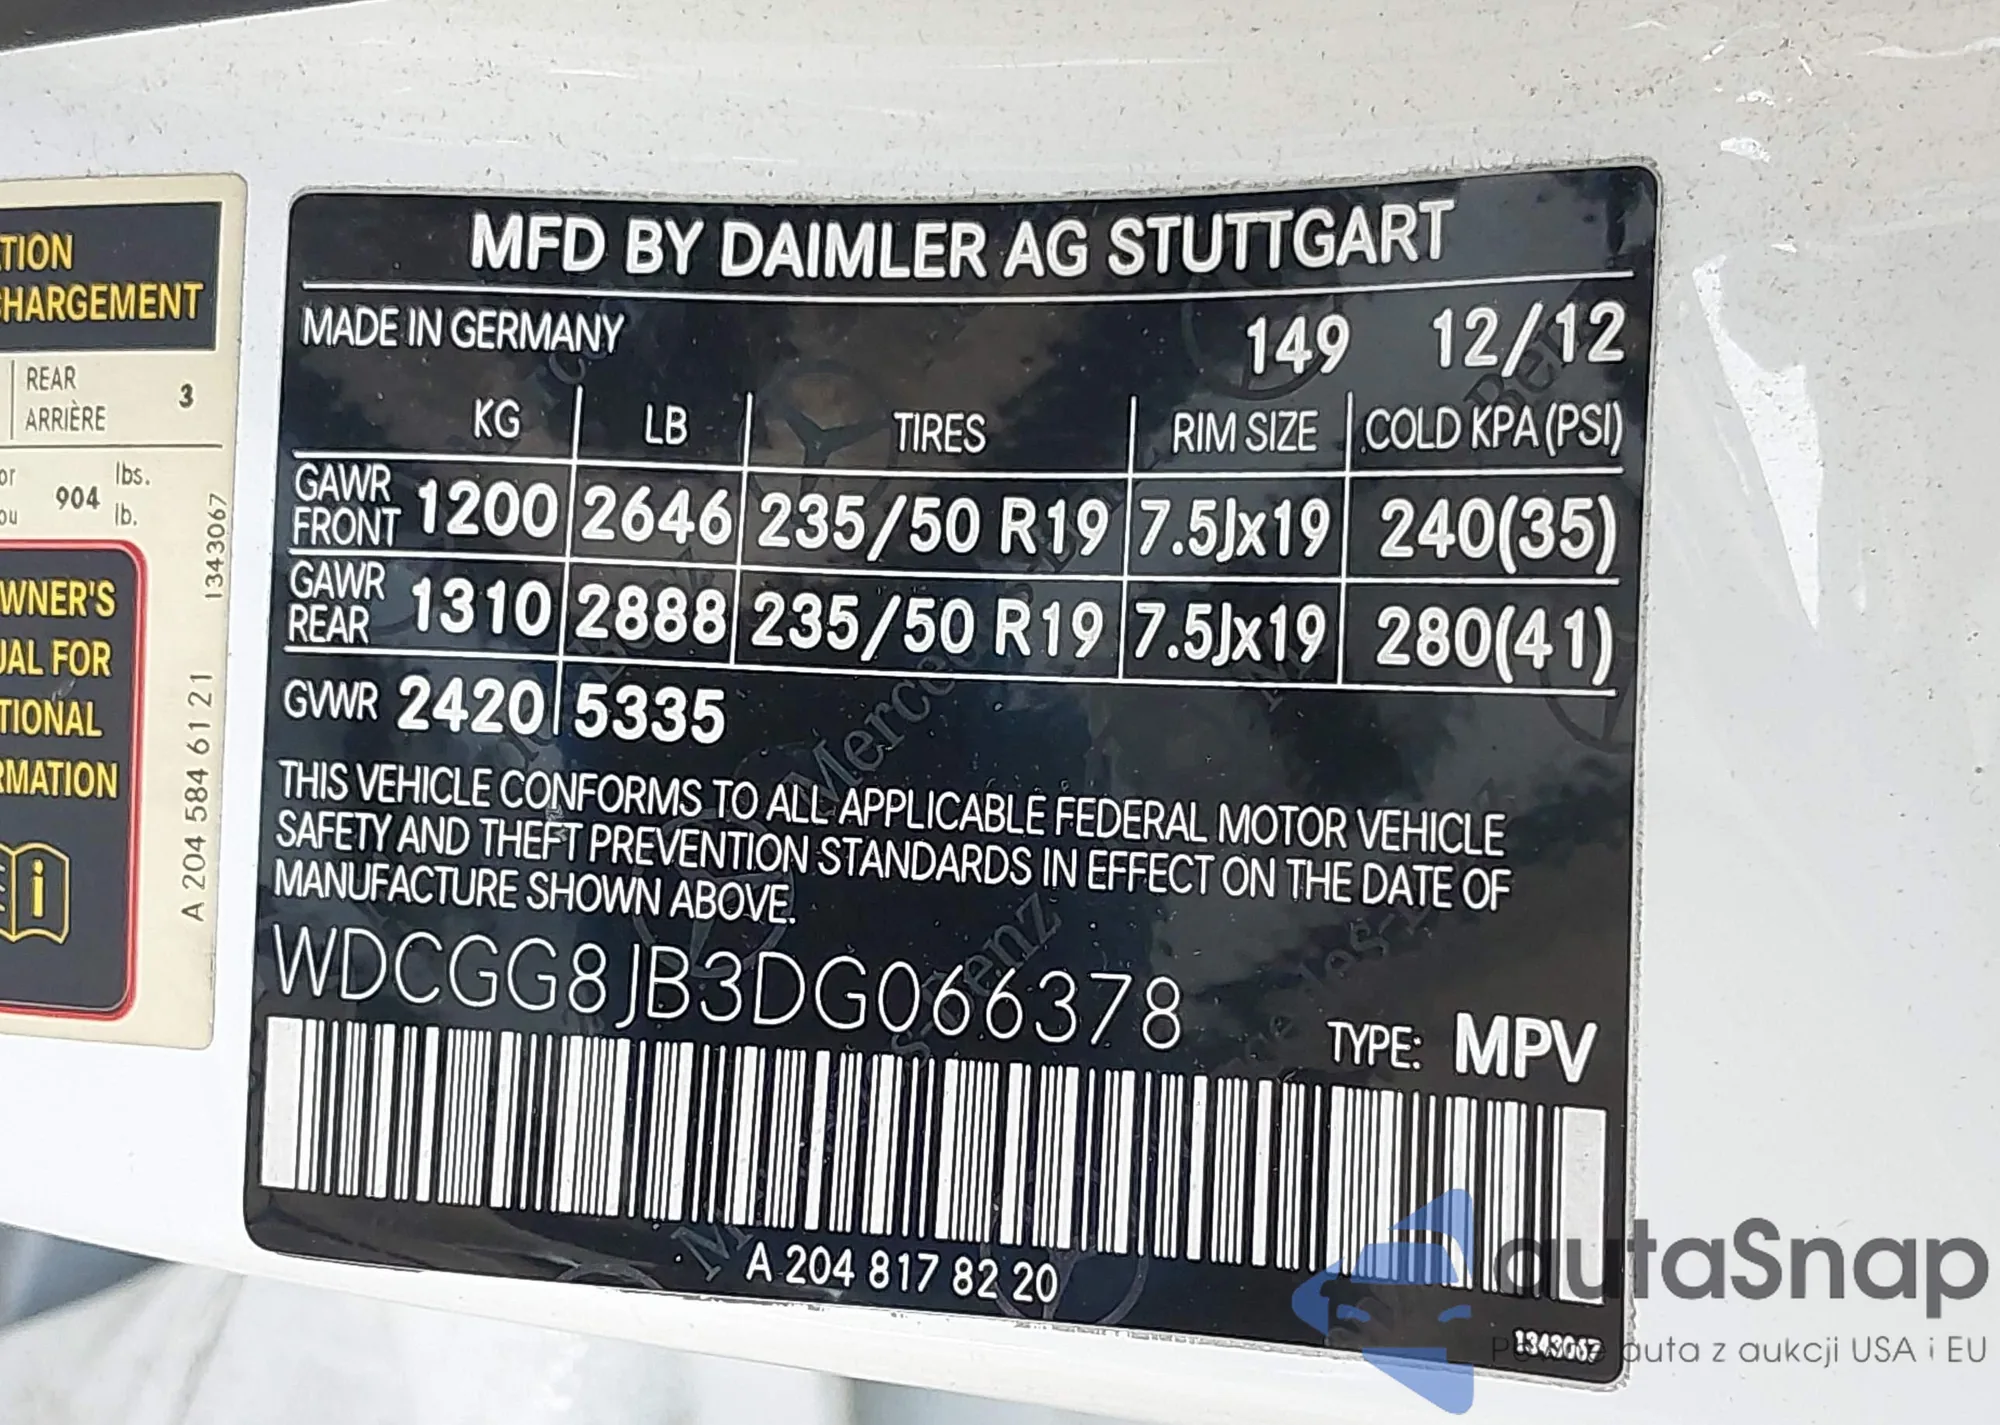 TION
HARGEMENT
REAR
ARRIÈRE 3
or 904 lbs.
ou lb.
WNER'S
UAL FOR
TIONAL
RMATION
i
A 204 584 61 21 1343067
MFD BY DAIMLER AG STUTTGART
MADE IN GERMANY 149 12/12
KG LB TIRES RIM SIZE COLD KPA (PSI)
GAWR FRONT 1200 2646 235/50 R19 7.5Jx19 240(35)
GAWR REAR 1310 2888 235/50 R19 7.5Jx19 280(41)
GVWR 2420 5335
THIS VEHICLE CONFORMS TO ALL APPLICABLE FEDERAL MOTOR VEHICLE
SAFETY AND THEFT PREVENTION STANDARDS IN EFFECT ON THE DATE OF
MANUFACTURE SHOWN ABOVE.
WDCGG8JB3DG066378
TYPE: MPV
A 204 817 82 20
1343067
autaSnap
auta z aukcji USA i EU